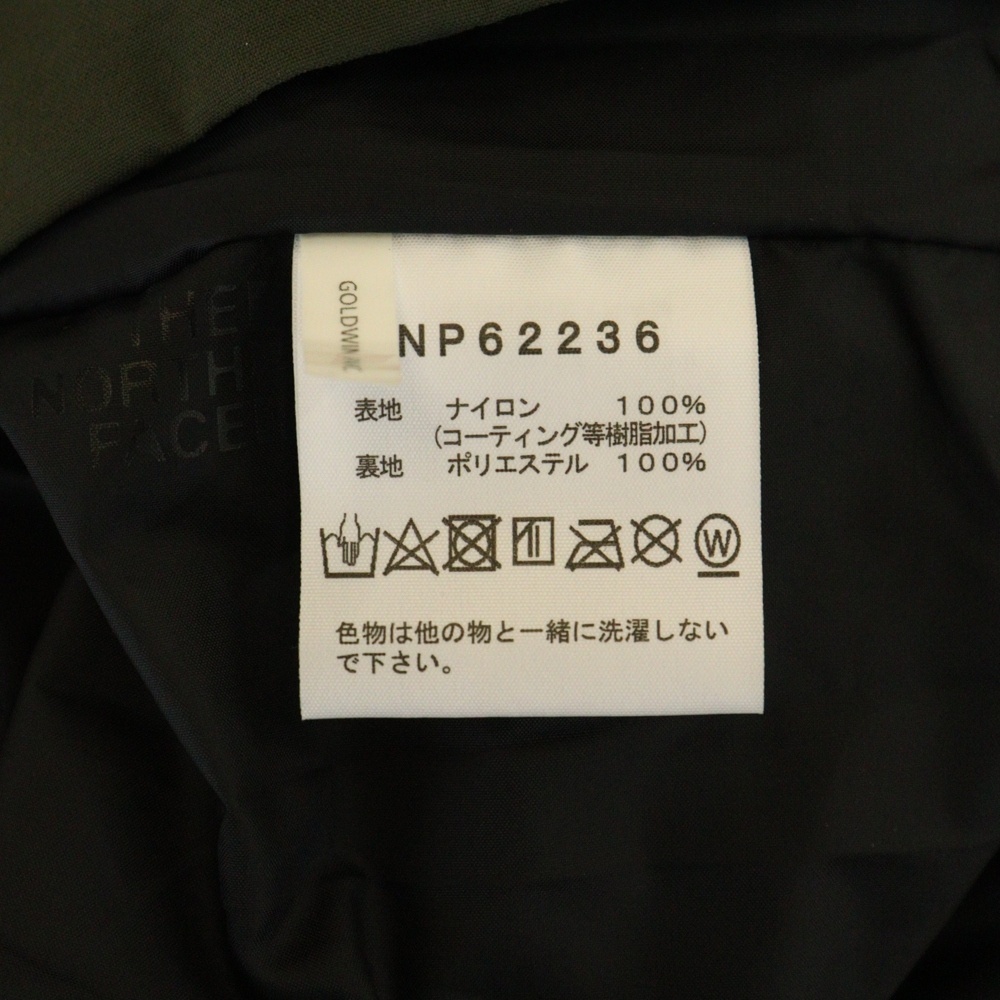 THE
NORTH
FACE
GOLDWIN
NP62236
表地 ナイロン 100%
(コーティング等樹脂加工)
裏地 ポリエステル 100%
W
色物は他の物と一緒に洗濯しない
で下さい。